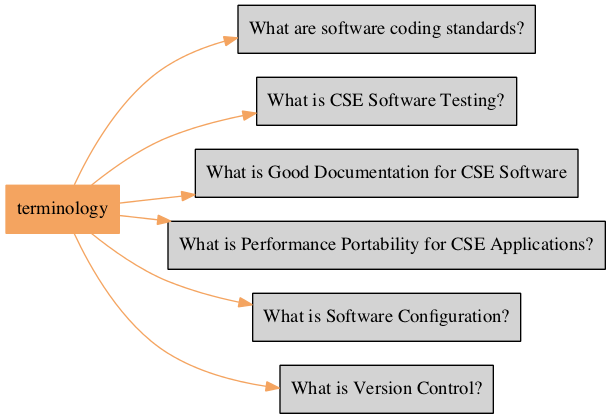 What are software coding standards?
What is CSE Software Testing?
What is Good Documentation for CSE Software
terminology
What is Performance Portability for CSE Applications?
What is Software Configuration?
What is Version Control?